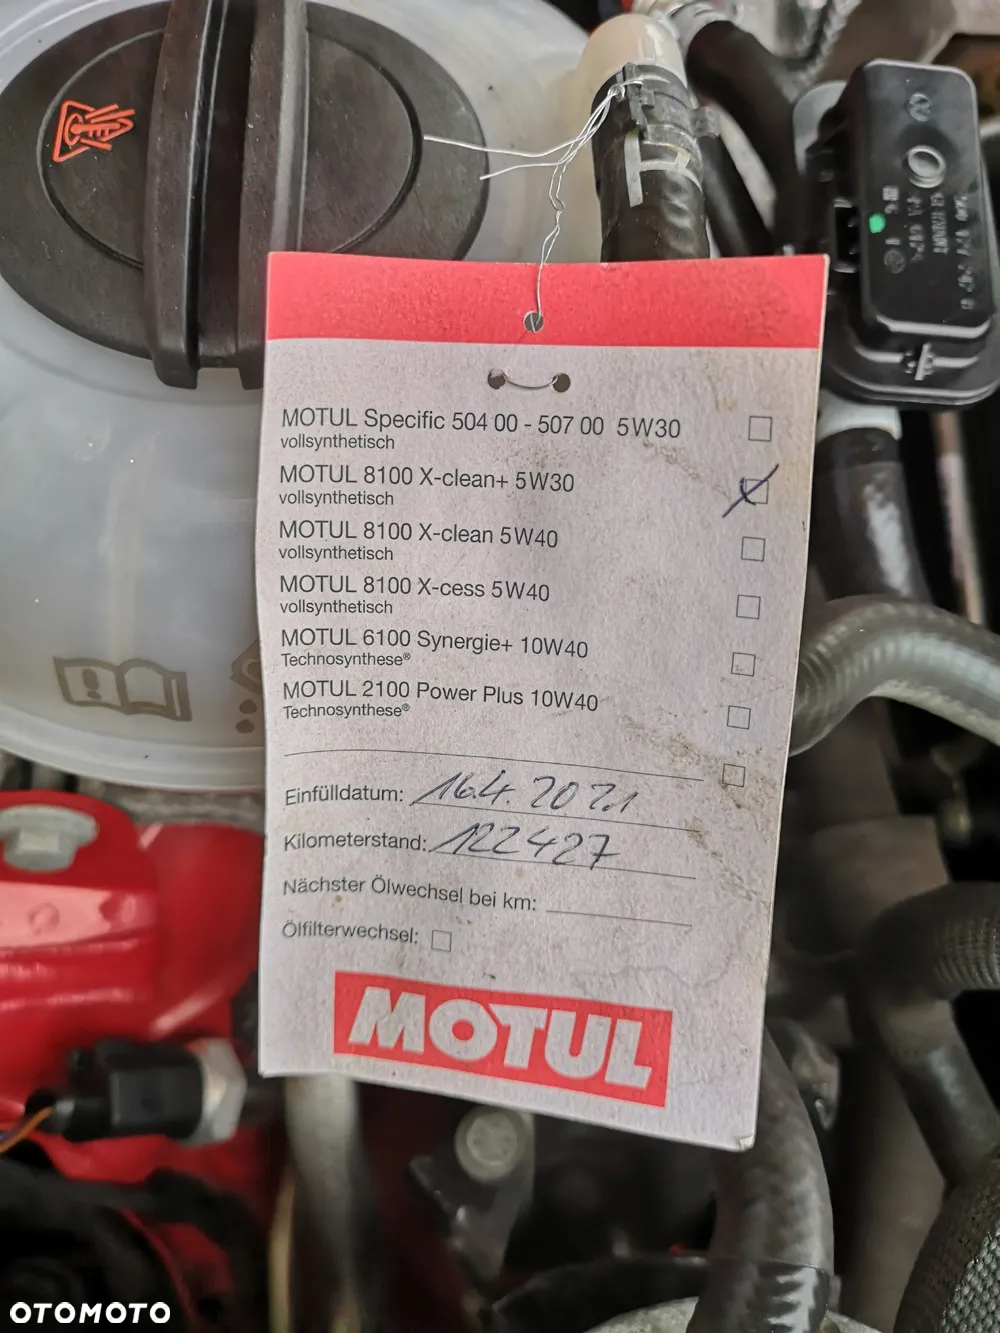 MOTUL Specific 504 00 - 507 00 5W30
vollsynthetisch
MOTUL 8100 X-clean+ 5W30
vollsynthetisch
MOTUL 8100 X-clean 5W40
vollsynthetisch
MOTUL 8100 X-cess 5W40
vollsynthetisch
MOTUL 6100 Synergie+ 10W40
Technosynthese®
MOTUL 2100 Power Plus 10W40
Technosynthese®
Einfülldatum: 16.4.2021
Kilometerstand: 122427
Nächster Ölwechsel bei km:
Ölfilterwechsel:
MOTUL
OTOMOTO